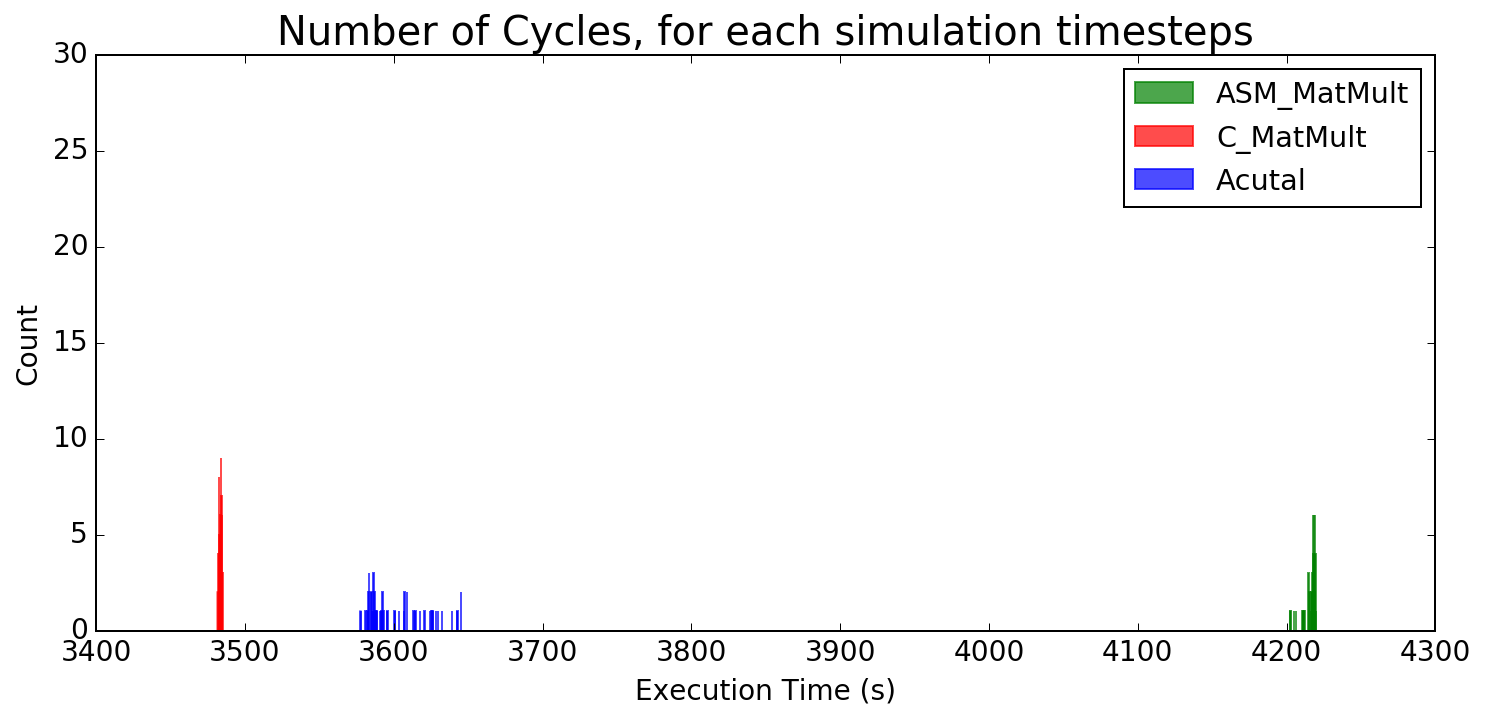 Number of Cycles, for each simulation timesteps
30
25
20
15
10
5
0
Count
ASM_MatMult
C_MatMult
Acutal
3400 3500 3600 3700 3800 3900 4000 4100 4200 4300
Execution Time (s)